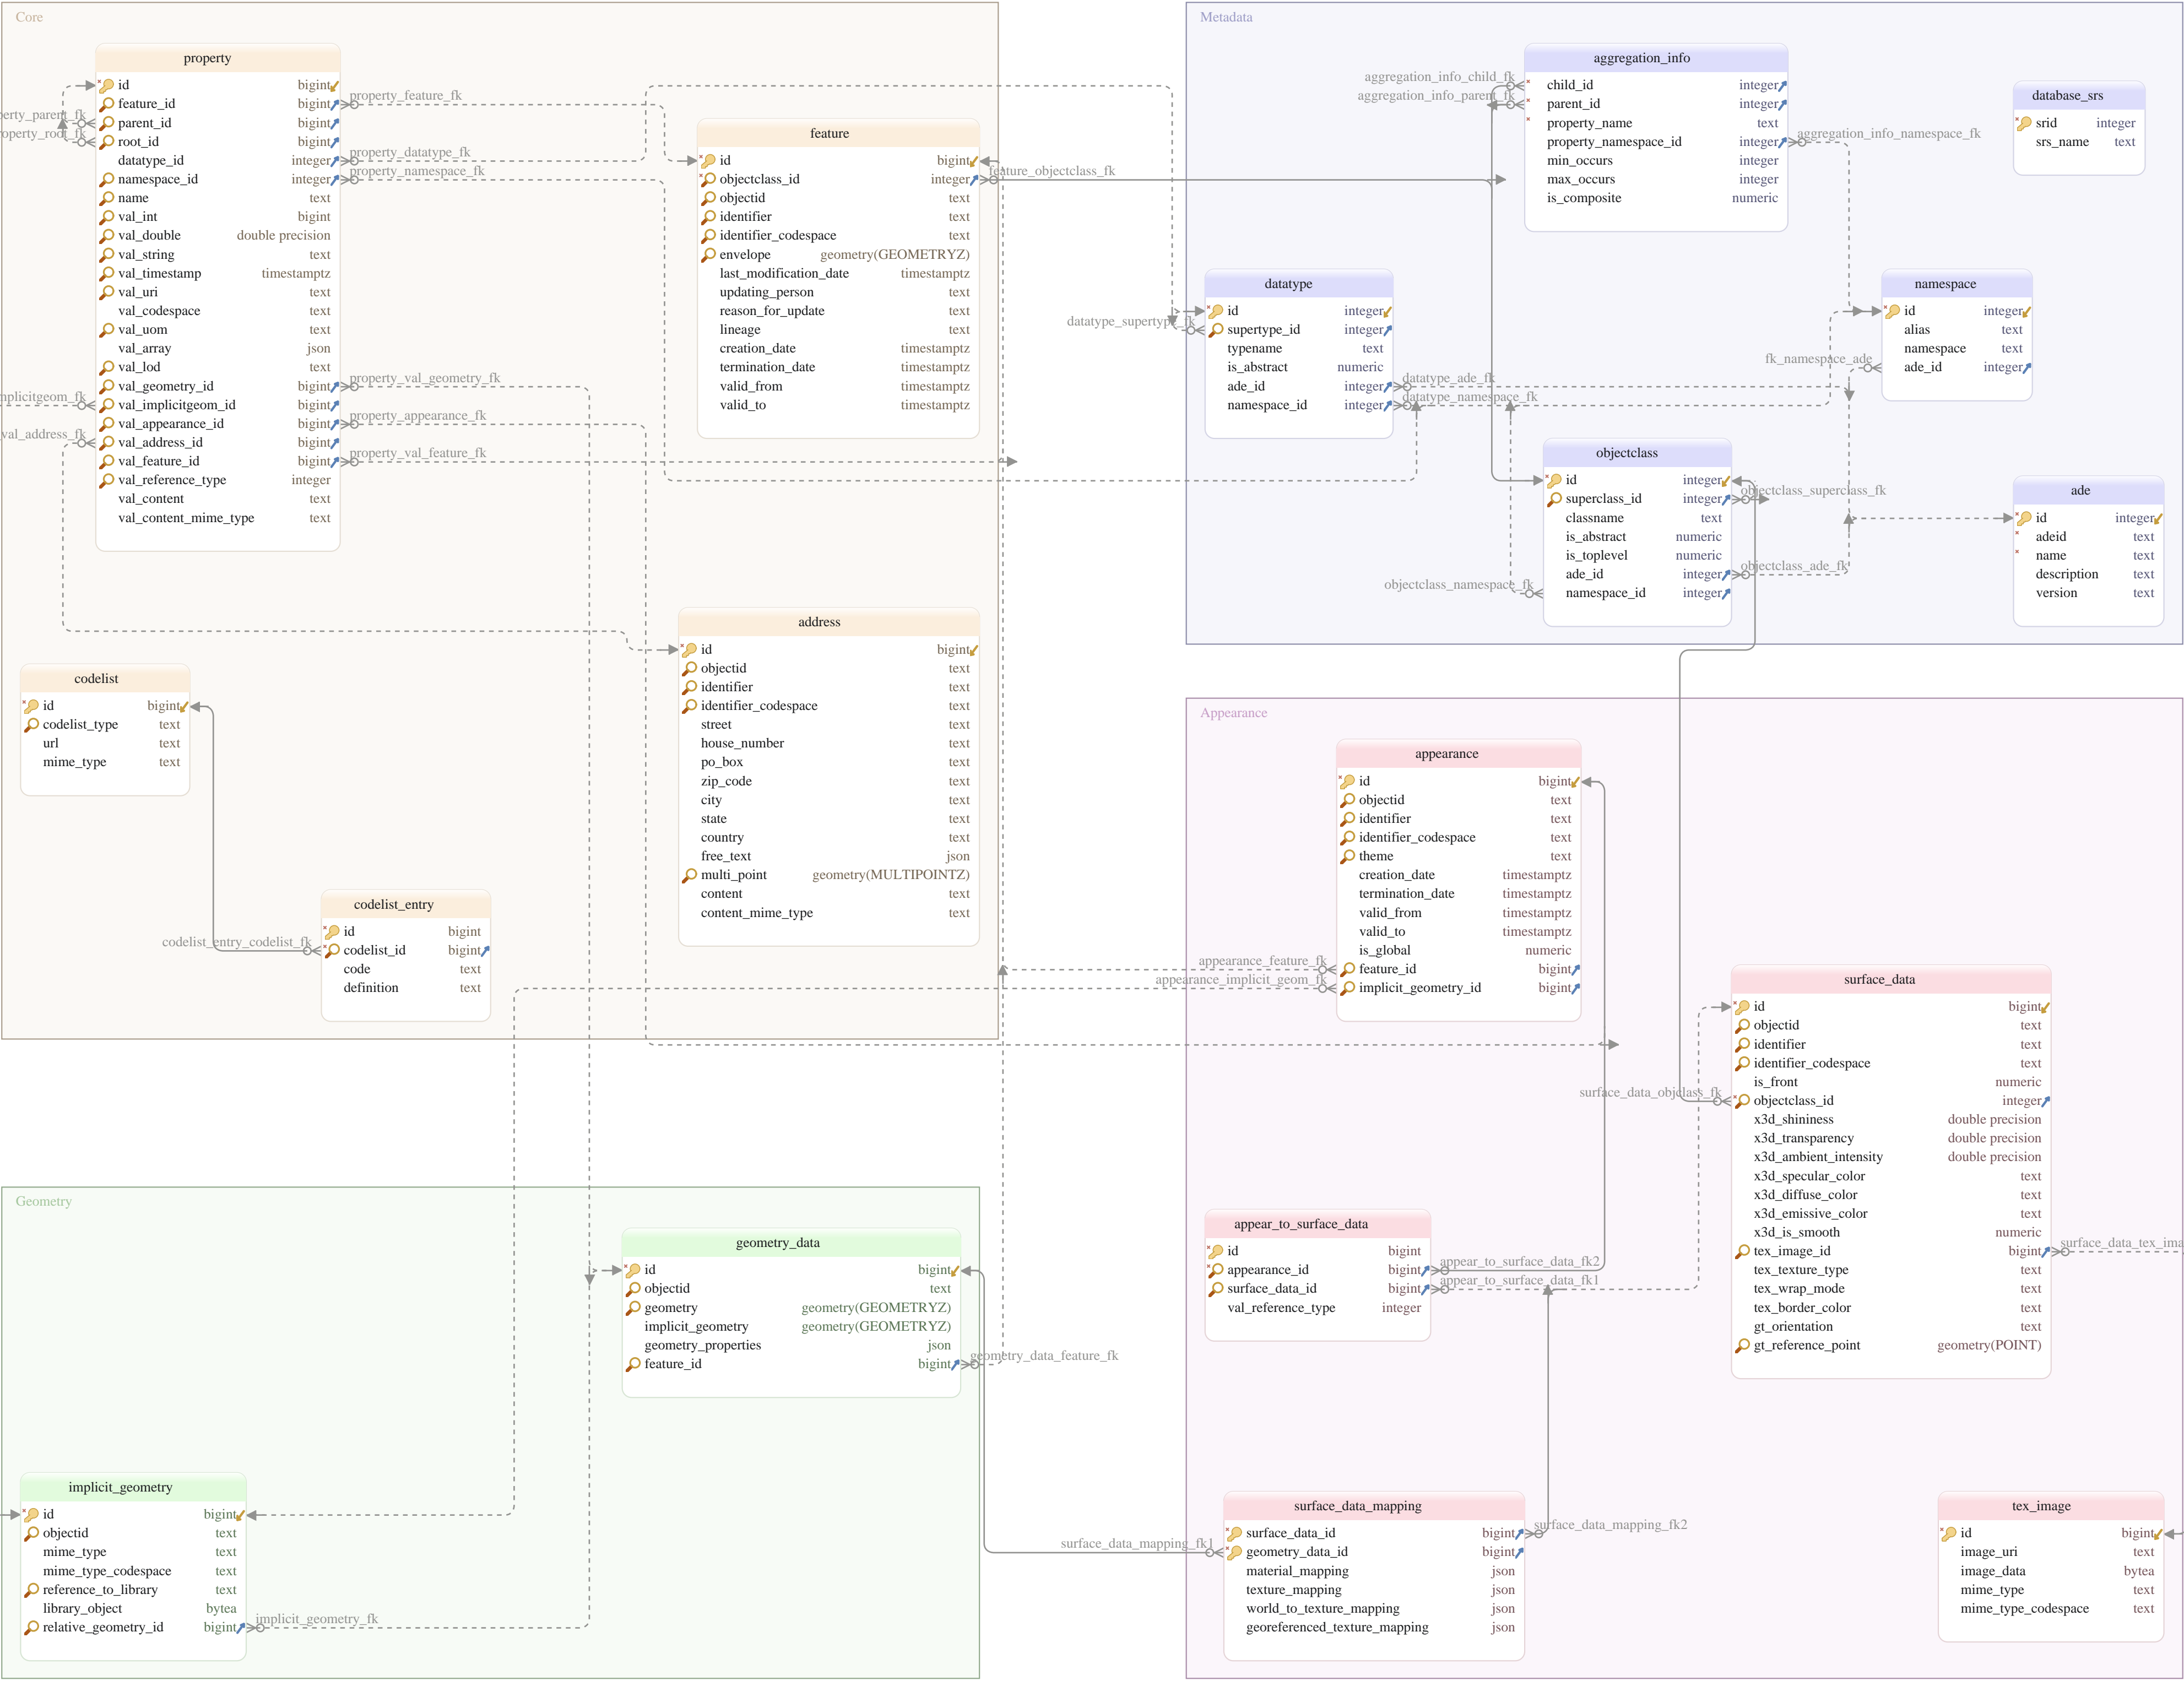 Core
property
id bigint
feature_id bigint
parent_id bigint
root_id bigint
datatype_id integer
namespace_id integer
name text
val_int bigint
val_double double precision
val_string text
val_timestamp timestamptz
val_uri text
val_codespace text
val_uom text
val_array json
val_lod text
val_geometry_id bigint
val_implicitgeom_id bigint
val_appearance_id bigint
val_address_id bigint
val_feature_id bigint
val_reference_type integer
val_content text
val_content_mime_type text
erty_parent_fk
roperty_root_fk
mplicitgeom_fk
val_address_fk
property_feature_fk
property_datatype_fk
property_namespace_fk
property_val_geometry_fk
property_appearance_fk
property_val_feature_fk
feature
id bigint
objectclass_id integer
objectid text
identifier text
identifier_codespace text
envelope geometry(GEOMETRYZ)
last_modification_date timestamptz
updating_person text
reason_for_update text
lineage text
creation_date timestamptz
termination_date timestamptz
valid_from timestamptz
valid_to timestamptz
feature_objectclass_fk
address
id bigint
objectid text
identifier text
identifier_codespace text
street text
house_number text
po_box text
zip_code text
city text
state text
country text
free_text json
multi_point geometry(MULTIPOINTZ)
content text
content_mime_type text
codelist
id bigint
codelist_type text
url text
mime_type text
codelist_entry
id bigint
codelist_id bigint
code text
definition text
codelist_entry_codelist_fk
Metadata
aggregation_info
child_id integer
parent_id integer
property_name text
property_namespace_id integer
min_occurs integer
max_occurs integer
is_composite numeric
aggregation_info_child_fk
aggregation_info_parent_fk
aggregation_info_namespace_fk
database_srs
srid integer
srs_name text
datatype
id integer
supertype_id integer
typename text
is_abstract numeric
ade_id integer
namespace_id integer
datatype_supertype_fk
datatype_ade_fk
datatype_namespace_fk
namespace
id integer
alias text
namespace text
ade_id integer
fk_namespace_ade
objectclass
id integer
superclass_id integer
classname text
is_abstract numeric
is_toplevel numeric
ade_id integer
namespace_id integer
objectclass_superclass_fk
objectclass_ade_fk
objectclass_namespace_fk
ade
id integer
adeid text
name text
description text
version text
Appearance
appearance
id bigint
objectid text
identifier text
identifier_codespace text
theme text
creation_date timestamptz
termination_date timestamptz
valid_from timestamptz
valid_to timestamptz
is_global numeric
feature_id bigint
implicit_geometry_id bigint
appearance_feature_fk
appearance_implicit_geom_fk
surface_data
id bigint
objectid text
identifier text
identifier_codespace text
is_front numeric
objectclass_id integer
x3d_shininess double precision
x3d_transparency double precision
x3d_ambient_intensity double precision
x3d_specular_color text
x3d_diffuse_color text
x3d_emissive_color text
x3d_is_smooth numeric
tex_image_id bigint
tex_texture_type text
tex_wrap_mode text
tex_border_color text
gt_orientation text
gt_reference_point geometry(POINT)
surface_data_objclass_fk
surface_data_tex_ima
appear_to_surface_data
id bigint
appearance_id bigint
surface_data_id bigint
val_reference_type integer
appear_to_surface_data_fk2
appear_to_surface_data_fk1
surface_data_mapping
surface_data_id bigint
geometry_data_id bigint
material_mapping json
texture_mapping json
world_to_texture_mapping json
georeferenced_texture_mapping json
surface_data_mapping_fk1
surface_data_mapping_fk2
tex_image
id bigint
image_uri text
image_data bytea
mime_type text
mime_type_codespace text
Geometry
geometry_data
id bigint
objectid text
geometry geometry(GEOMETRYZ)
implicit_geometry geometry(GEOMETRYZ)
geometry_properties json
feature_id bigint
geometry_data_feature_fk
implicit_geometry
id bigint
objectid text
mime_type text
mime_type_codespace text
reference_to_library text
library_object bytea
relative_geometry_id bigint
implicit_geometry_fk